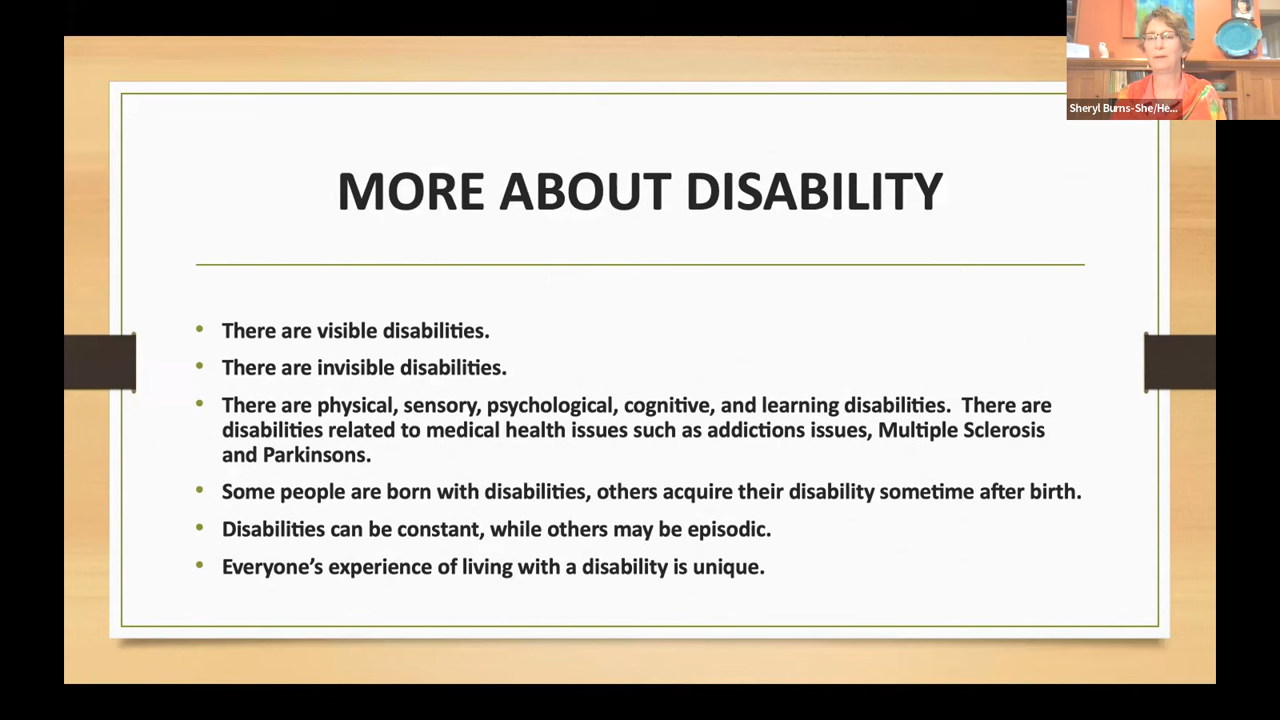 Sheryl Burns-She/He...
MORE ABOUT DISABILITY
• There are visible disabilities.
• There are invisible disabilities.
• There are physical, sensory, psychological, cognitive, and learning disabilities.  There are
disabilities related to medical health issues such as addictions issues, Multiple Sclerosis
and Parkinsons.
• Some people are born with disabilities, others acquire their disability sometime after birth.
• Disabilities can be constant, while others may be episodic.
• Everyone’s experience of living with a disability is unique.